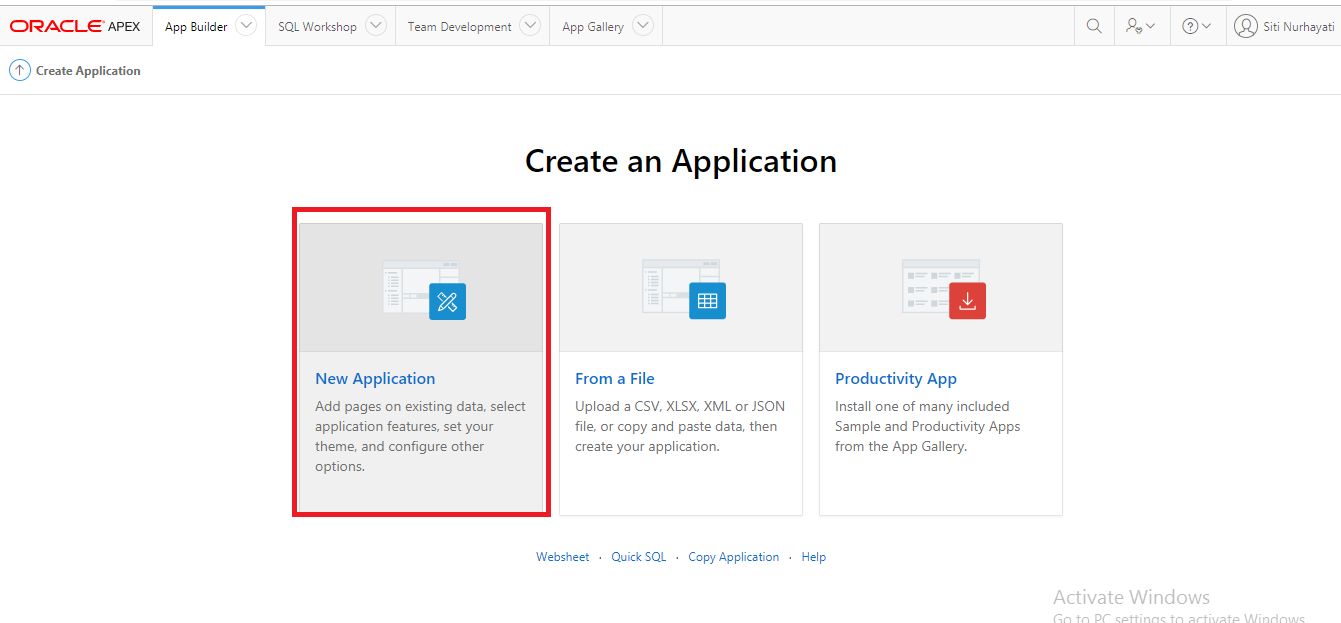 ORACLE APEX App Builder SQL Workshop Team Development App Gallery Siti Nurhayati
Create Application
Create an Application
New Application
Add pages on existing data, select
application features, set your
theme, and configure other
options.
From a File
Upload a CSV, XLSX, XML or JSON
file, or copy and paste data, then
create your application.
Productivity App
Install one of many included
Sample and Productivity Apps
from the App Gallery.
Websheet · Quick SQL · Copy Application · Help
Activate Windows
Go to PC settings to activate Windows.